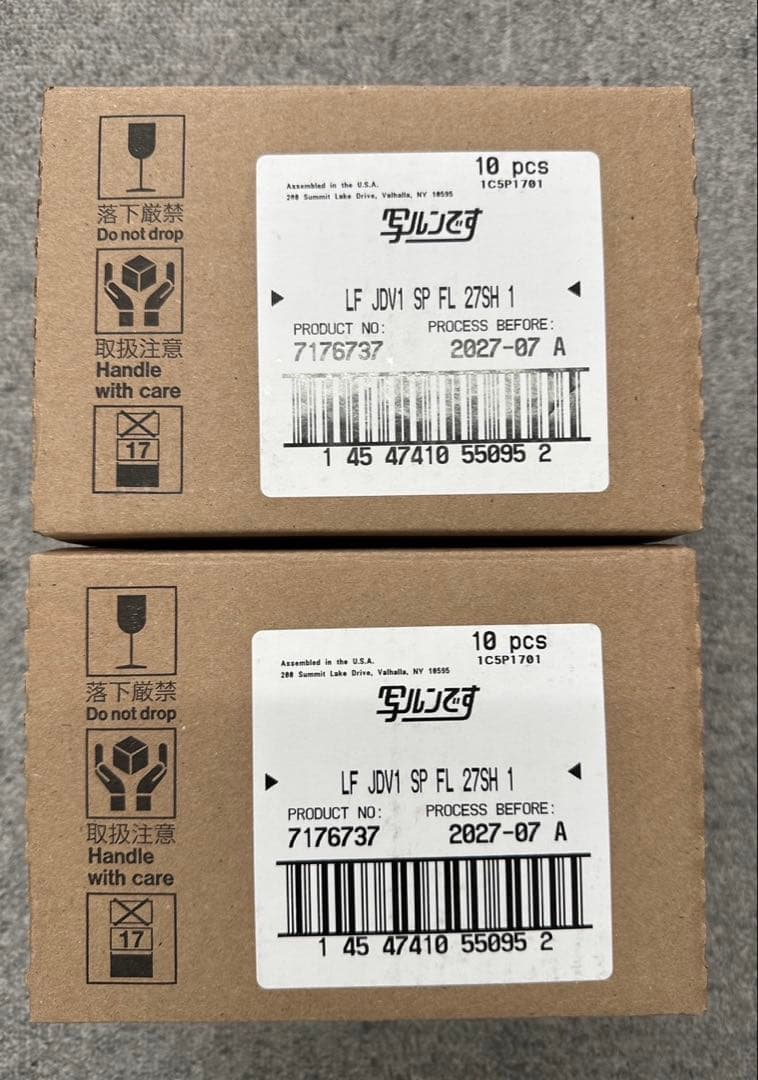 落下厳禁
Do not drop
取扱注意
Handle
with care
17
10 pcs
1C5P1701
Assembled in the U.S.A.
200 Summit Lake Drive, Valhalla, NY 10595
写ルンです
LF JDV1 SP FL 27SH 1
PRODUCT NO: PROCESS BEFORE:
7176737 2027-07 A
1 45 47410 55095 2
落下厳禁
Do not drop
取扱注意
Handle
with care
17
10 pcs
1C5P1701
Assembled in the U.S.A.
200 Summit Lake Drive, Valhalla, NY 10595
写ルンです
LF JDV1 SP FL 27SH 1
PRODUCT NO: PROCESS BEFORE:
7176737 2027-07 A
1 45 47410 55095 2